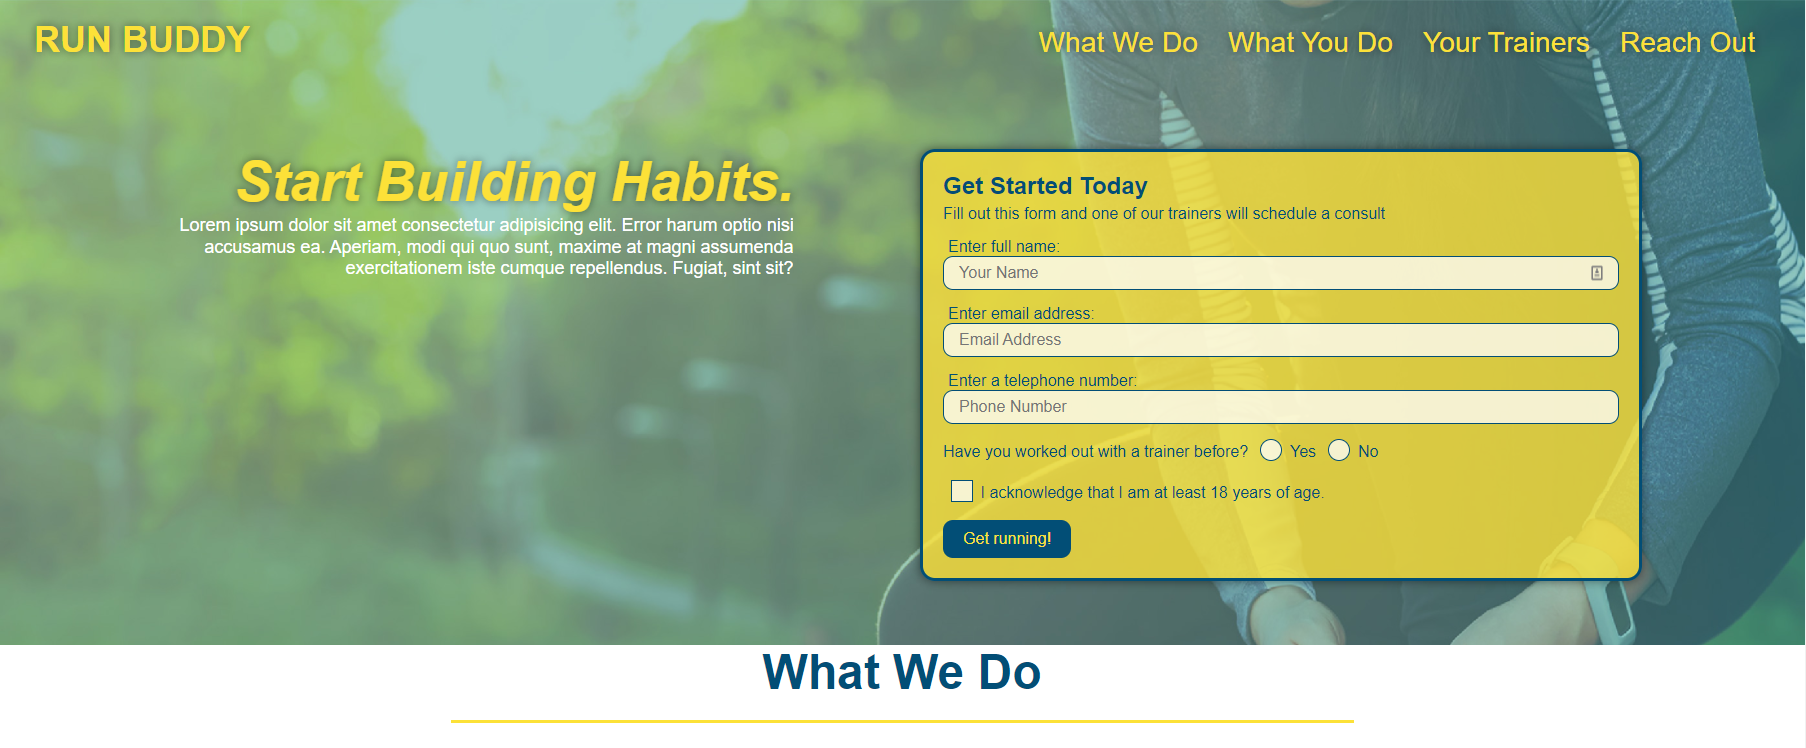 RUN BUDDY
What We Do What You Do Your Trainers Reach Out
Start Building Habits.
Lorem ipsum dolor sit amet consectetur adipisicing elit. Error harum optio nisi
accusamus ea. Aperiam, modi qui quo sunt, maxime at magni assumenda
exercitationem iste cumque repellendus. Fugiat, sint sit?
Get Started Today
Fill out this form and one of our trainers will schedule a consult
Enter full name:
Your Name
Enter email address:
Email Address
Enter a telephone number:
Phone Number
Have you worked out with a trainer before? Yes No
I acknowledge that I am at least 18 years of age.
Get running!
What We Do